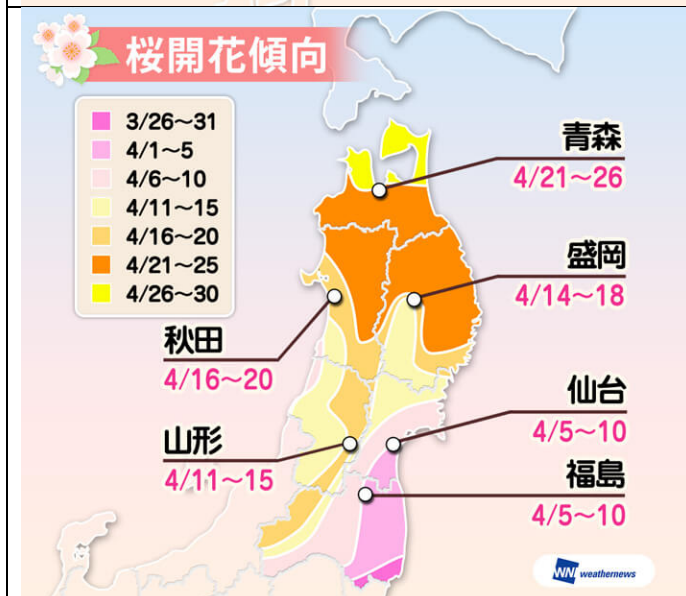 桜開花傾向
3/26～31
4/1～5
4/6～10
4/11～15
4/16～20
4/21～25
4/26～30
青森
4/21～26
盛岡
4/14～18
秋田
4/16～20
仙台
4/5～10
山形
4/11～15
福島
4/5～10
WN weathernews